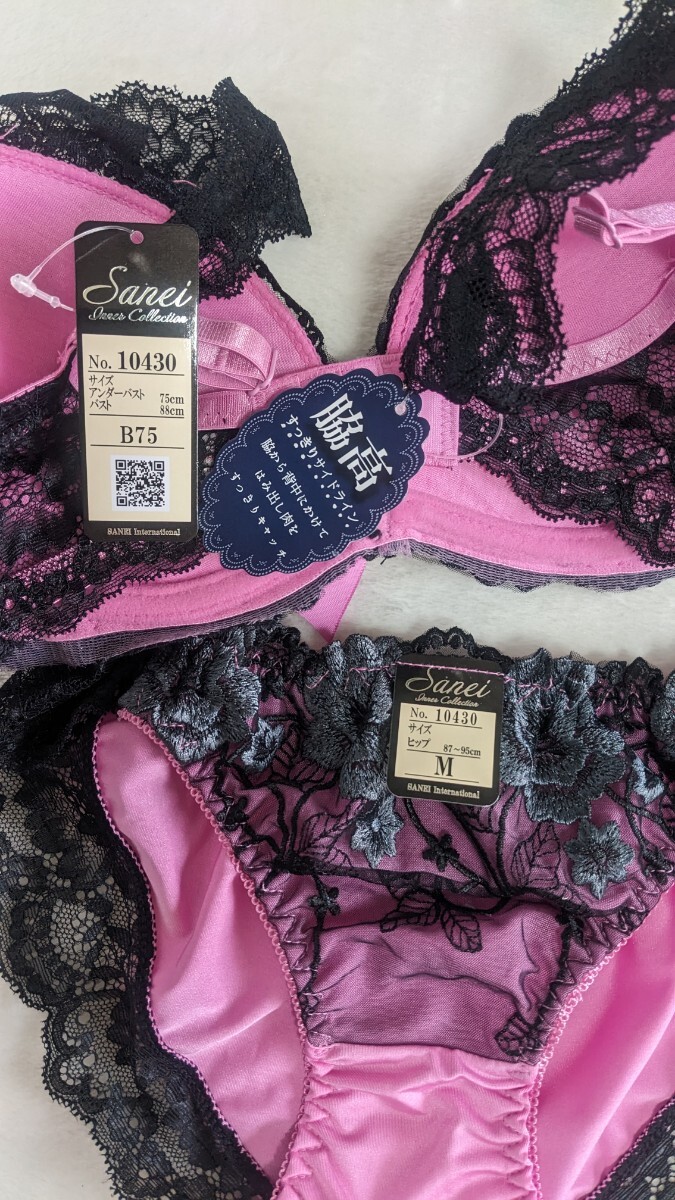 Sanei
Inner Collection
No. 10430
サイズ
アンダーバスト 75cm
バスト 88cm
B75
SANEI International
脇高
すっきりサイドライン
脇から背中にかけて
はみ出し肉を
すっきりキャッチ
Sanei
Inner Collection
No. 10430
サイズ
ヒップ 87～95cm
M
SANEI International